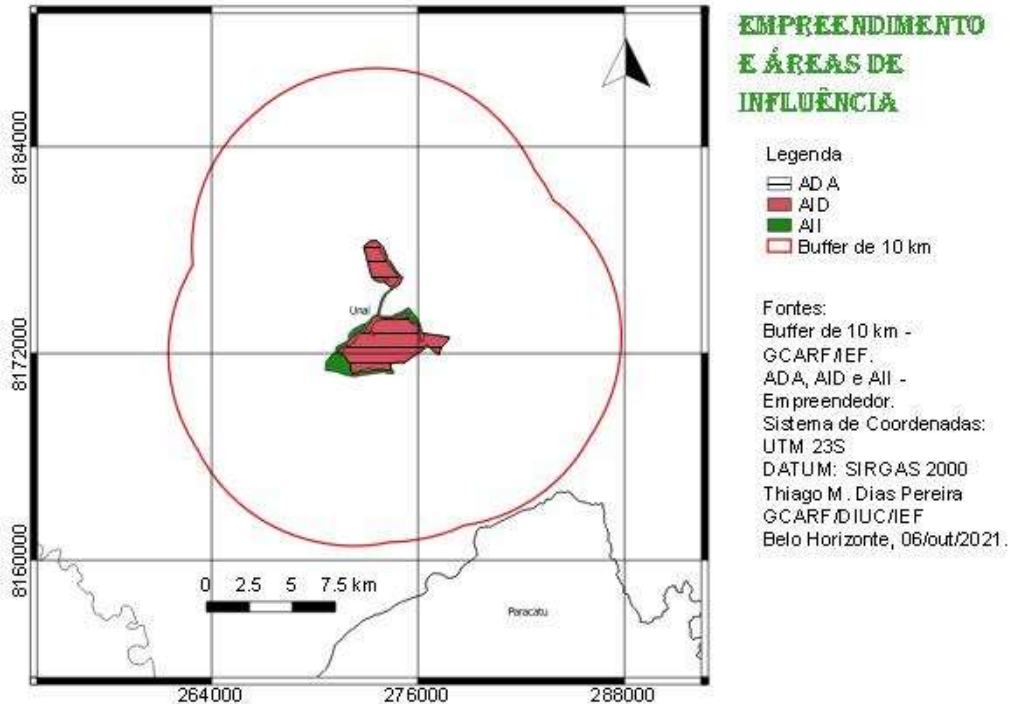 EMPREENDIMENTO
E ÁREAS DE
INFLUÊNCIA
Legenda
ADA
AID
AII
Buffer de 10 km
Fontes:
Buffer de 10 km -
GCARF/IEF.
ADA, AID e AII -
Empreendedor.
Sistema de Coordenadas:
UTM 23S
DATUM: SIRGAS 2000
Thiago M. Dias Pereira
GCARF/DIUC/IEF
Belo Horizonte, 06/out/2021.
8184000
8172000
8160000
Unaí
Paracatu
0 2.5 5 7.5 km
264000 276000 288000